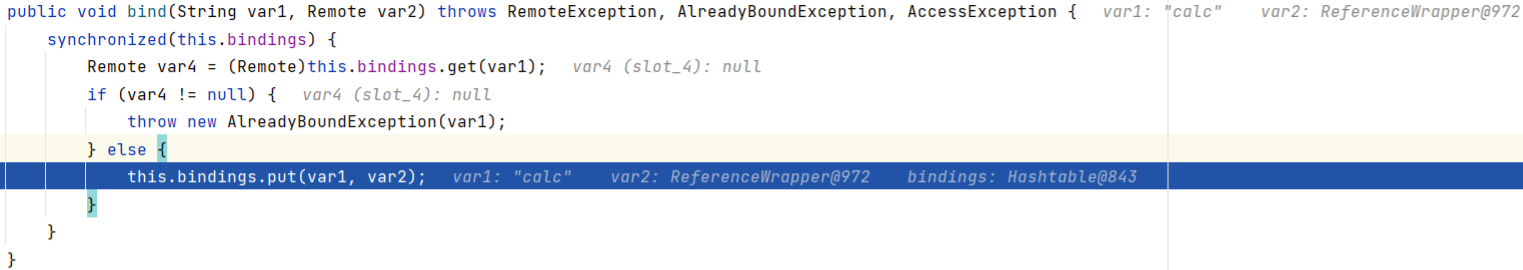 public void bind(String var1, Remote var2) throws RemoteException, AlreadyBoundException, AccessException {   var1: "calc"    var2: ReferenceWrapper@972
    synchronized(this.bindings) {
        Remote var4 = (Remote)this.bindings.get(var1);   var4 (slot_4): null
        if (var4 != null) {   var4 (slot_4): null
            throw new AlreadyBoundException(var1);
        } else {
            this.bindings.put(var1, var2);   var1: "calc"    var2: ReferenceWrapper@972    bindings: Hashtable@843
        }
    }
}